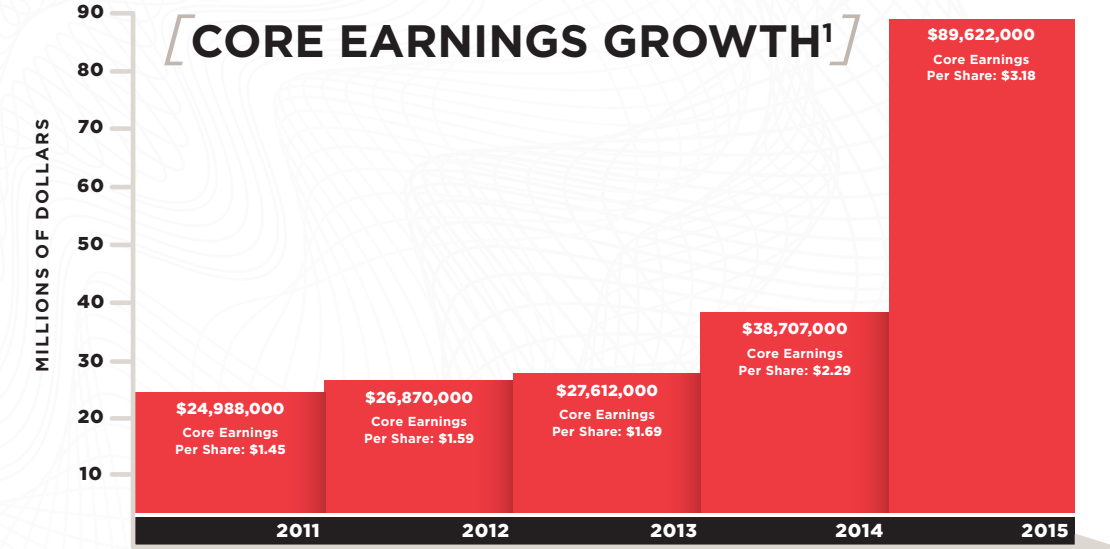 [CORE EARNINGS GROWTH¹]
MILLIONS OF DOLLARS
90
80
70
60
50
40
30
20
10
$24,988,000
Core Earnings
Per Share: $1.45
$26,870,000
Core Earnings
Per Share: $1.59
$27,612,000
Core Earnings
Per Share: $1.69
$38,707,000
Core Earnings
Per Share: $2.29
$89,622,000
Core Earnings
Per Share: $3.18
2011
2012
2013
2014
2015